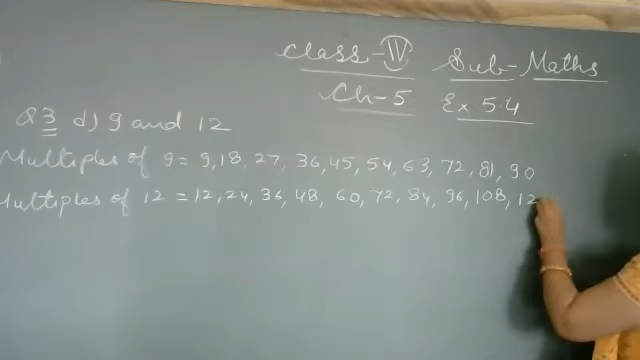 Class-IV Sub-Maths
Ch-5 Ex 5.4
Q3 d) 9 and 12
Multiples of 9 = 9, 18, 27, 36, 45, 54, 63, 72, 81, 90
Multiples of 12 = 12, 24, 36, 48, 60, 72, 84, 96, 108, 12